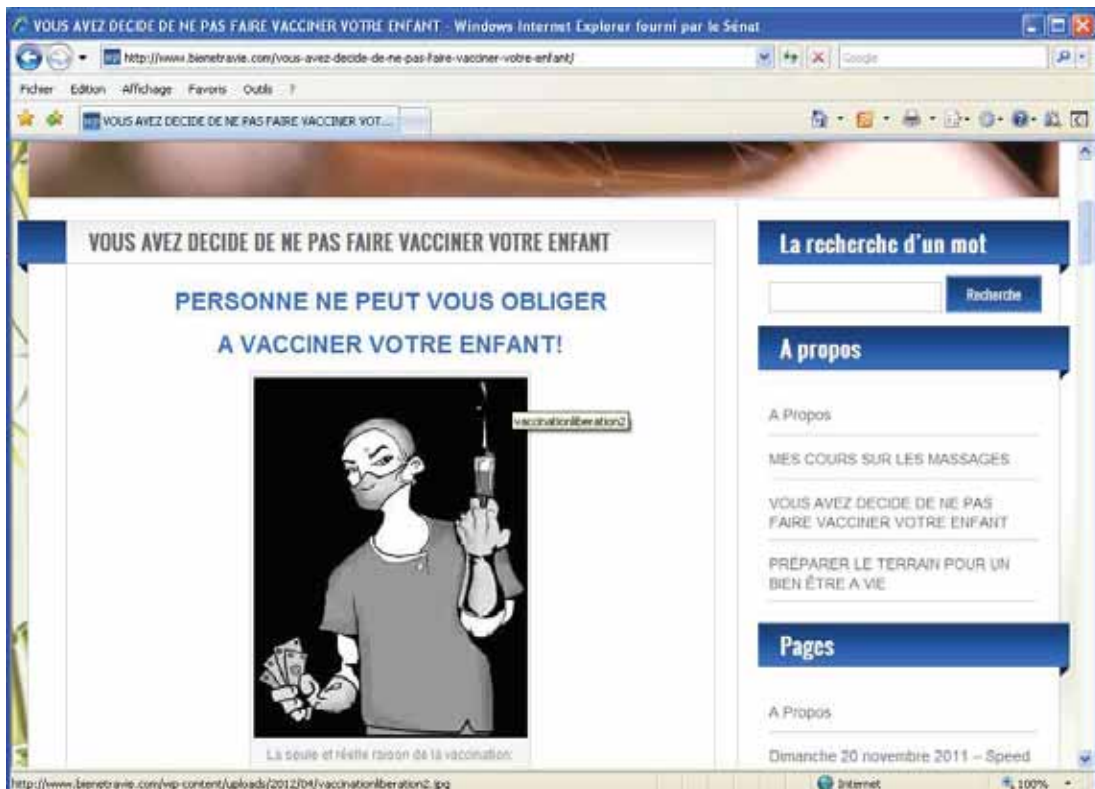 VOUS AVEZ DECIDE DE NE PAS FAIRE VACCINER VOTRE ENFANT - Windows Internet Explorer fourni par le Sénat
http://www.bienetravie.com/vous-avez-decide-de-ne-pas-faire-vacciner-votre-enfant/
Google
Fichier Edition Affichage Favoris Outils ?
VOUS AVEZ DECIDE DE NE PAS FAIRE VACCINER VOT...
VOUS AVEZ DECIDE DE NE PAS FAIRE VACCINER VOTRE ENFANT
PERSONNE NE PEUT VOUS OBLIGER
A VACCINER VOTRE ENFANT!
vaccinationliberation2
La seule et réelle raison de la vaccination:
La recherche d'un mot
Recherche
A propos
A Propos
MES COURS SUR LES MASSAGES
VOUS AVEZ DECIDE DE NE PAS
FAIRE VACCINER VOTRE ENFANT
PRÉPARER LE TERRAIN POUR UN
BIEN ÊTRE A VIE
Pages
A Propos
Dimanche 20 novembre 2011 – Speed
http://www.bienetravie.com/wp-content/uploads/2012/04/vaccinationliberation2.jpg
Internet
100%